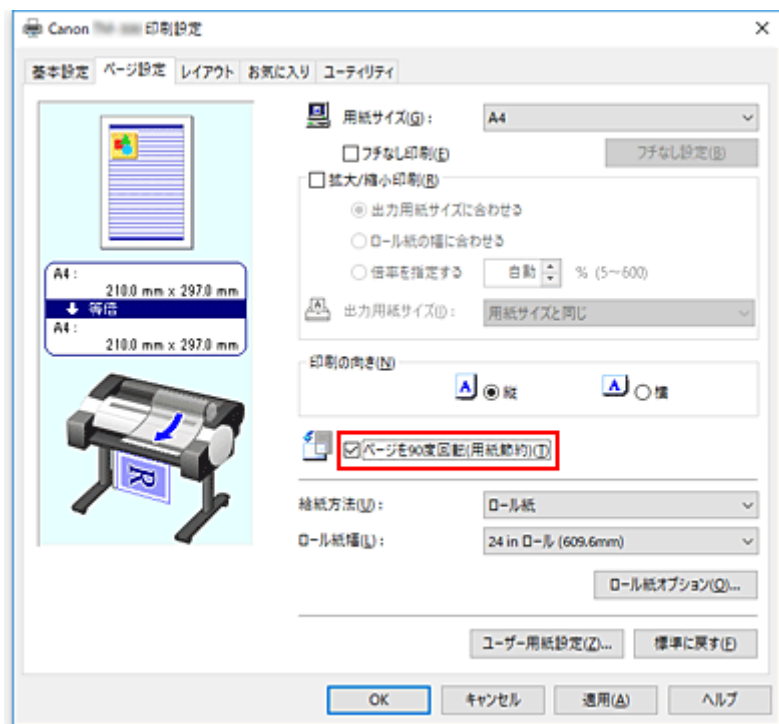 Canon 印刷設定
基本設定 ページ設定 レイアウト お気に入り ユーティリティ
用紙サイズ(G): A4
フチなし印刷(E) フチなし設定(B)
拡大/縮小印刷(R)
出力用紙サイズに合わせる
ロール紙の幅に合わせる
倍率を指定する 自動 % (5～600)
出力用紙サイズ(I): 用紙サイズと同じ
A4:
210.0 mm x 297.0 mm
等倍
A4:
210.0 mm x 297.0 mm
印刷の向き(N)
A 縦 A 横
ページを90度回転(用紙節約)(T)
R
給紙方法(U): ロール紙
ロール紙幅(L): 24 in ロール (609.6mm)
ロール紙オプション(O)...
ユーザー用紙設定(Z)... 標準に戻す(F)
OK キャンセル 適用(A) ヘルプ